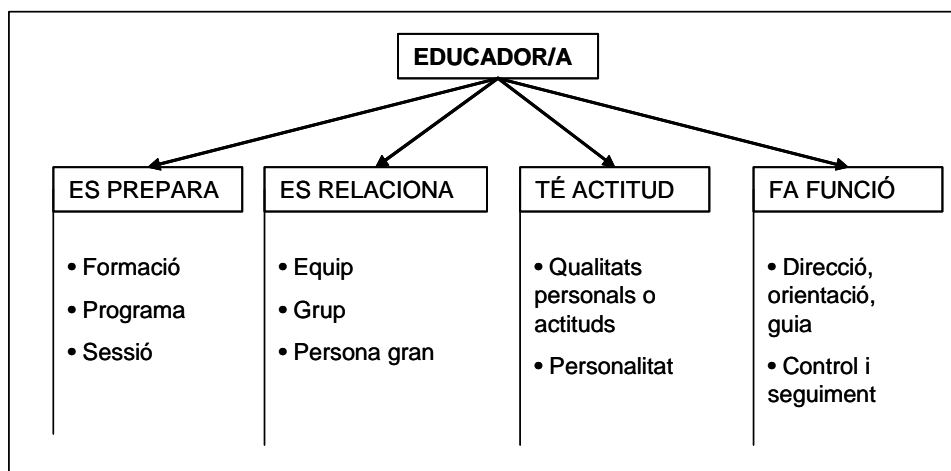 EDUCADOR/A
ES PREPARA
• Formació
• Programa
• Sessió
ES RELACIONA
• Equip
• Grup
• Persona gran
TÉ ACTITUD
• Qualitats
personals o
actituds
• Personalitat
FA FUNCIÓ
• Direcció,
orientació,
guia
• Control i
seguiment